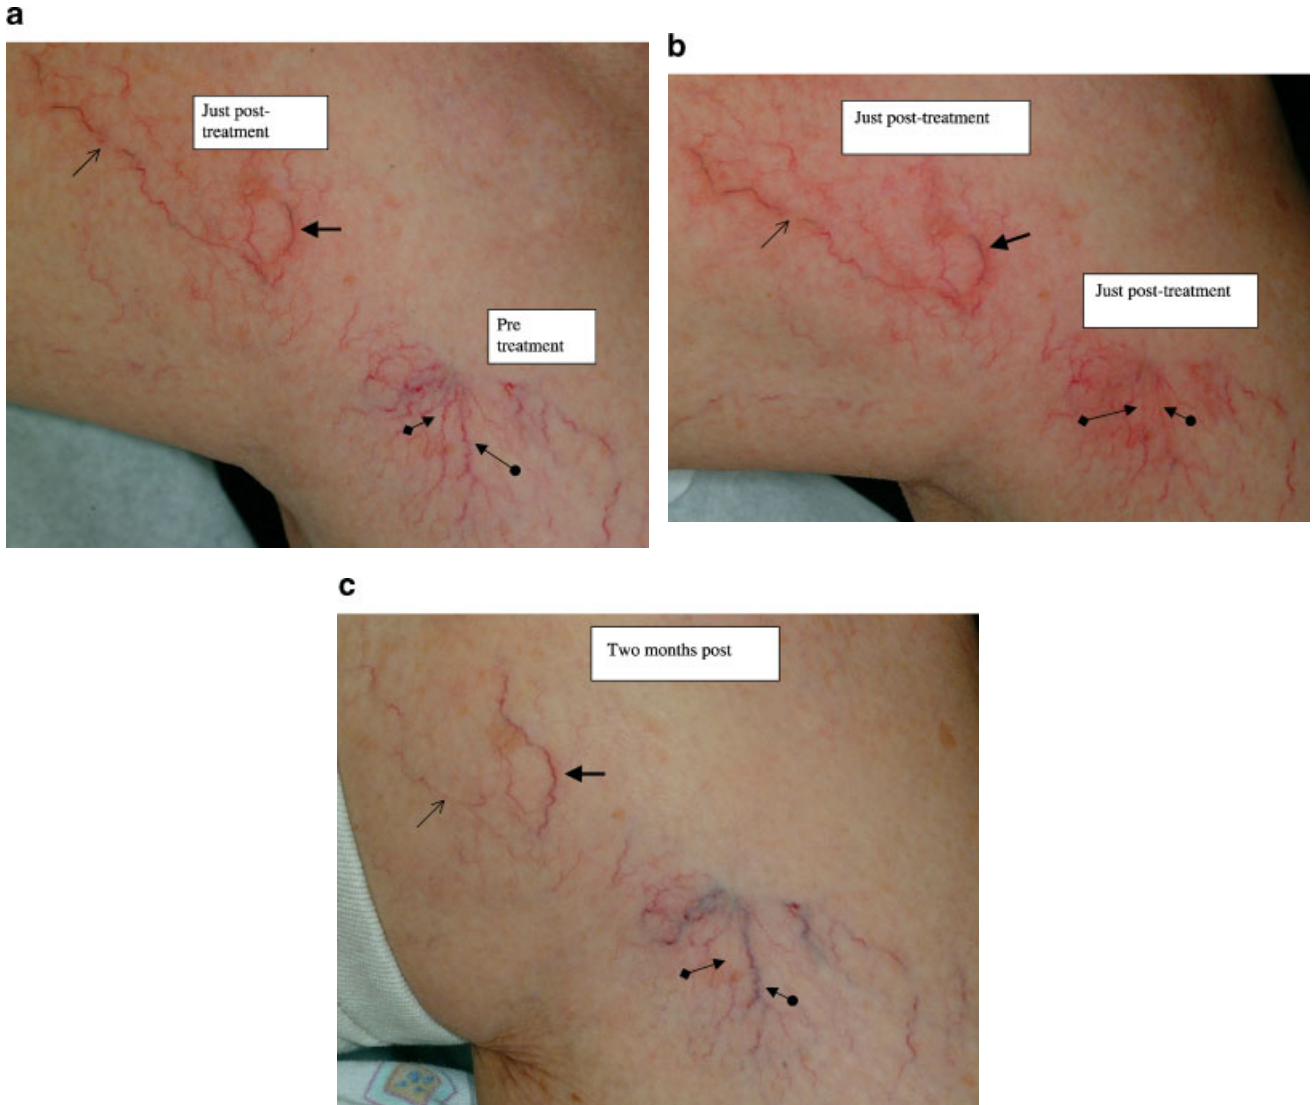 a
Just post-
treatment
Pre
treatment
b
Just post-treatment
Just post-treatment
c
Two months post